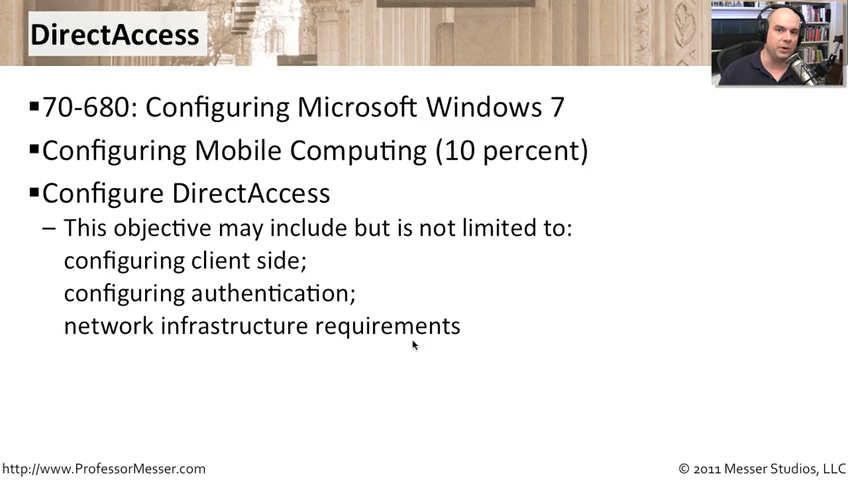 DirectAccess
▪70-680: Configuring Microsoft Windows 7
▪Configuring Mobile Computing (10 percent)
▪Configure DirectAccess
– This objective may include but is not limited to:
configuring client side;
configuring authentication;
network infrastructure requirements
http://www.ProfessorMesser.com
© 2011 Messer Studios, LLC